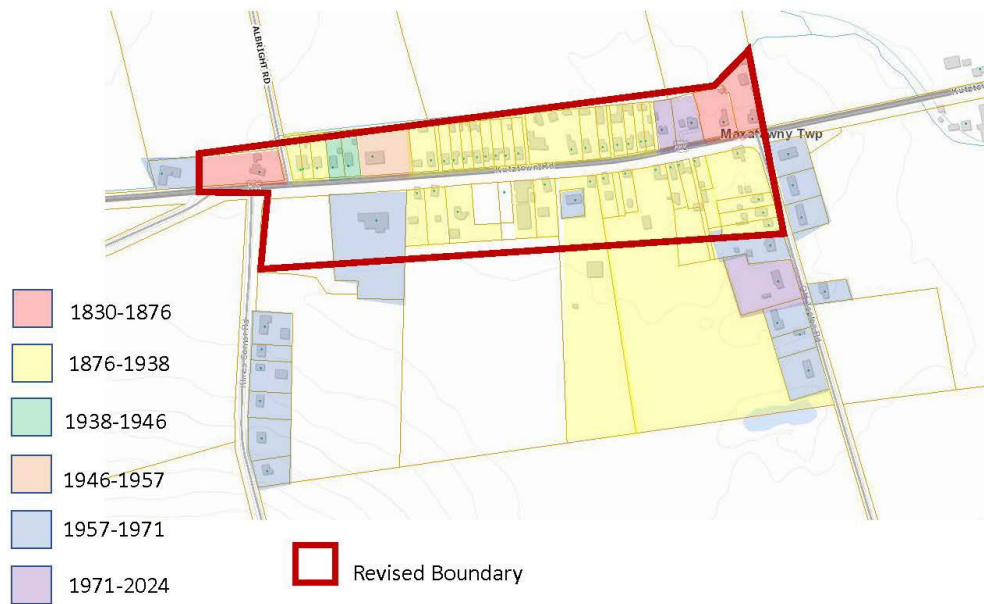 ALBRIGHT RD
Maxatawny Twp
Kutztown Rd
1830-1876
1876-1938
1938-1946
1946-1957
1957-1971
1971-2024
Revised Boundary